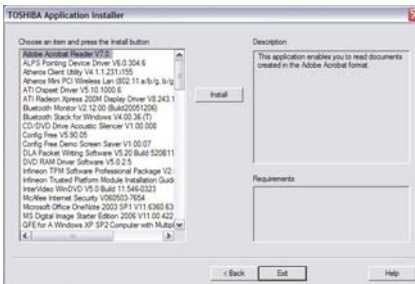 TOSHIBA Application Installer
Choose an item and press the Install button
Adobe Acrobat Reader V7.0
ALPS Pointing Device Driver V6.0.304.6
Atheros Client Utility V4.1.1.231i155
Atheros Mini PCI Wireless Lan (802.11 a/b/g, b/g
ATI Chipset Driver V5.10.1000.6
ATI Radeon Xpress 200M Display Driver V8.243.1
Bluetooth Monitor V2.12.00 (Build20051206)
Bluetooth Stack for Windows V4.00.36 (T)
CD/DVD Drive Acoustic Silencer V1.00.008
Config Free V5.90.05
Config Free Demo Screen Saver V1.00.07
DLA Packet Writing Software V5.20 Build 520B11
DVD RAM Driver Software V5.0.2.5
Infineon TPM Software Professional Package V2
Infineon Trusted Platform Module Installation Guid
InterVideo WinDVD V5.0 Build 11.546-0323
McAfee Internet Security V060503-7654
Microsoft Office OneNote 2003 SP1 V11.6360.63
MS Digital Image Starter Edition 2006 V11.00.422
QFE for A Windows XP SP2 Computer with Multipl
Install
Description
This application enables you to read documents
created in the Adobe Acrobat format.
Requirements
< Back
Exit
Help